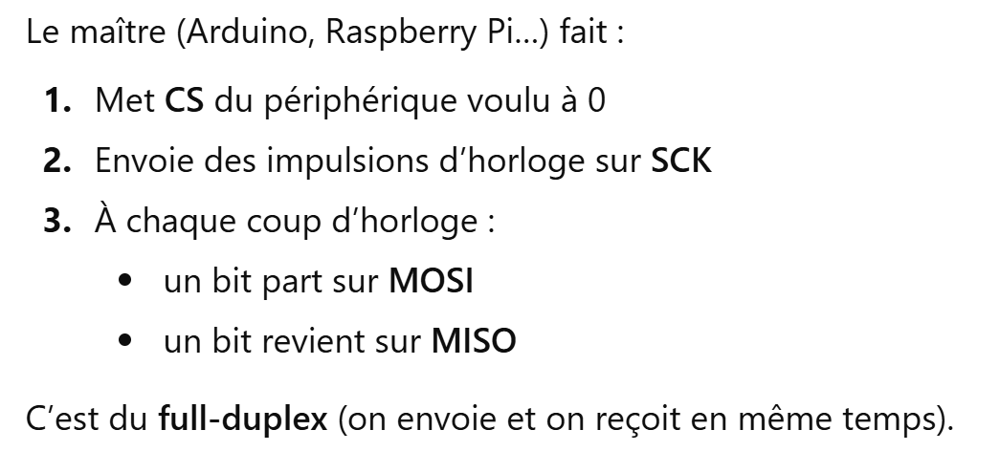 Le maître (Arduino, Raspberry Pi…) fait :
1. Met CS du périphérique voulu à 0
2. Envoie des impulsions d’horloge sur SCK
3. À chaque coup d’horloge :
• un bit part sur MOSI
• un bit revient sur MISO
C’est du full-duplex (on envoie et on reçoit en même temps).